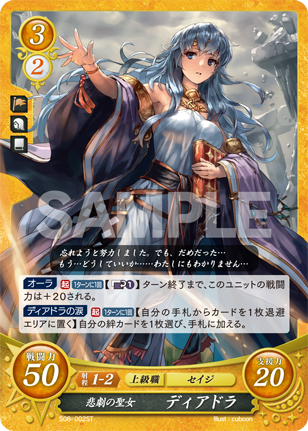 3
2
SAMPLE
忘れようと努力しました。でも、だめだった…
もう…どうしていいか……わたしにもわかりません…
オーラ 起 1ターンに1回 【 1】ターン終了まで、このユニットの戦闘
力は+20される。
ディアドラの涙 起 1ターンに1回 【自分の手札からカードを1枚退避
エリアに置く】自分の絆カードを1枚選び、手札に加える。
戦闘力
50
射程 1-2
上級職
セイジ
支援力
20
悲劇の聖女 ディアドラ
S08-002ST
Illust : cuboon